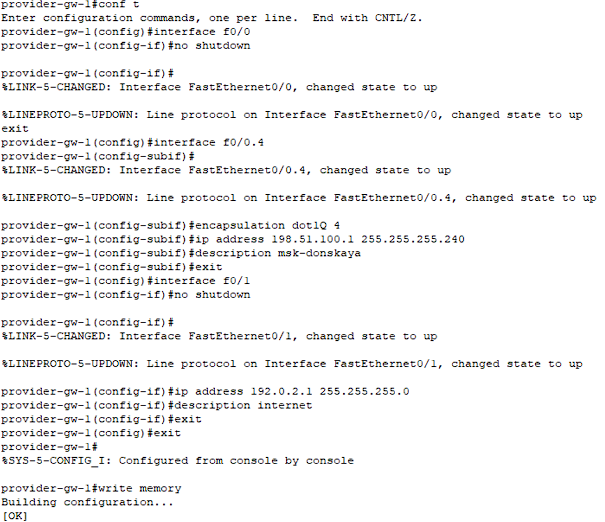 provider-gw-1#conf t
Enter configuration commands, one per line.  End with CNTL/Z.
provider-gw-1(config)#interface f0/0
provider-gw-1(config-if)#no shutdown

provider-gw-1(config-if)#
%LINK-5-CHANGED: Interface FastEthernet0/0, changed state to up

%LINEPROTO-5-UPDOWN: Line protocol on Interface FastEthernet0/0, changed state to up
exit
provider-gw-1(config)#interface f0/0.4
provider-gw-1(config-subif)#
%LINK-5-CHANGED: Interface FastEthernet0/0.4, changed state to up

%LINEPROTO-5-UPDOWN: Line protocol on Interface FastEthernet0/0.4, changed state to up

provider-gw-1(config-subif)#encapsulation dot1Q 4
provider-gw-1(config-subif)#ip address 198.51.100.1 255.255.255.240
provider-gw-1(config-subif)#description msk-donskaya
provider-gw-1(config-subif)#exit
provider-gw-1(config)#interface f0/1
provider-gw-1(config-if)#no shutdown

provider-gw-1(config-if)#
%LINK-5-CHANGED: Interface FastEthernet0/1, changed state to up

%LINEPROTO-5-UPDOWN: Line protocol on Interface FastEthernet0/1, changed state to up

provider-gw-1(config-if)#ip address 192.0.2.1 255.255.255.0
provider-gw-1(config-if)#description internet
provider-gw-1(config-if)#exit
provider-gw-1(config)#exit
provider-gw-1#
%SYS-5-CONFIG_I: Configured from console by console

provider-gw-1#write memory
Building configuration...
[OK]